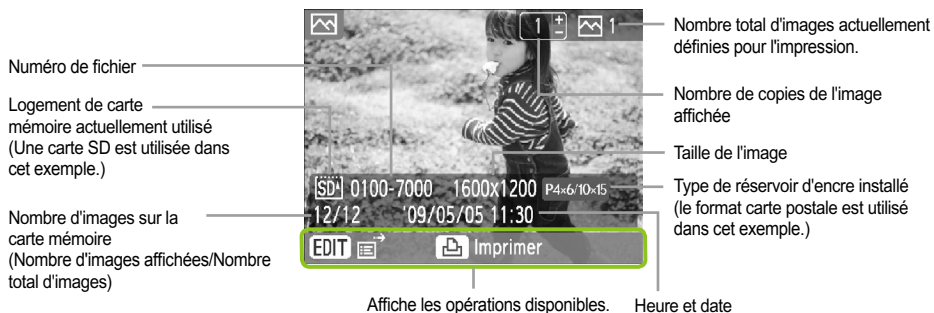 1 + - 1
Nombre total d'images actuellement
définies pour l'impression.
Numéro de fichier
Nombre de copies de l'image
affichée
Logement de carte
mémoire actuellement utilisé
(Une carte SD est utilisée dans
cet exemple.)
Taille de l'image
SD 0100-7000 1600x1200 P4x6/10x15
Type de réservoir d'encre installé
(le format carte postale est utilisé
dans cet exemple.)
12/12 '09/05/05 11:30
Nombre d'images sur la
carte mémoire
(Nombre d'images affichées/Nombre
total d'images)
EDIT Imprimer
Affiche les opérations disponibles.
Heure et date